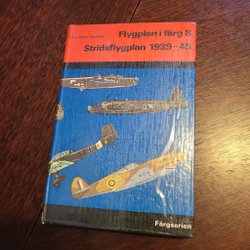 Flygplan i färg 8
Stridsflygplan 1939-45
Färgserien